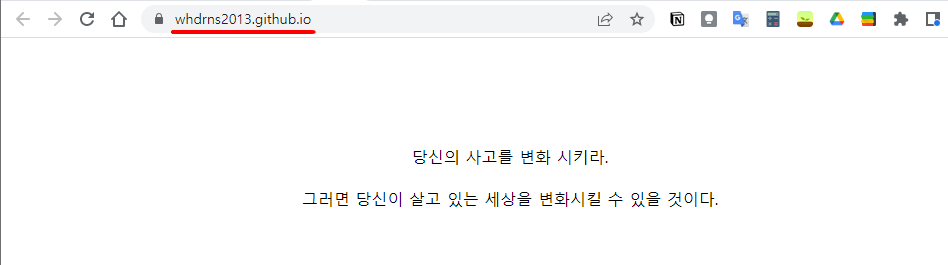 whdrns2013.github.io
당신의 사고를 변화 시키라.
그러면 당신이 살고 있는 세상을 변화시킬 수 있을 것이다.